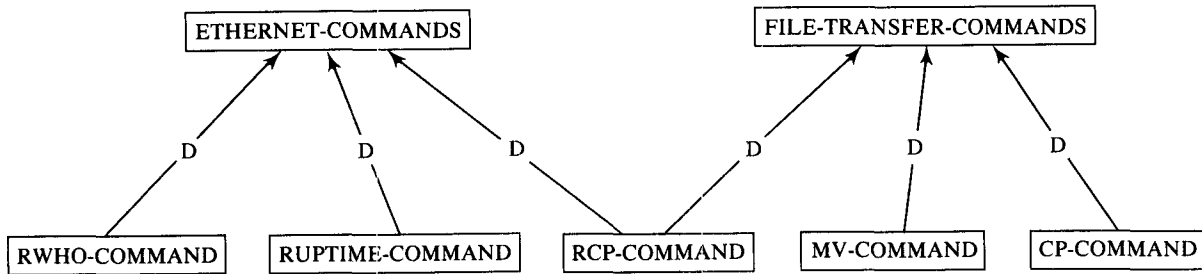 ETHERNET-COMMANDS
FILE-TRANSFER-COMMANDS
D
D
D
D
D
D
RWHO-COMMAND
RUPTIME-COMMAND
RCP-COMMAND
MV-COMMAND
CP-COMMAND